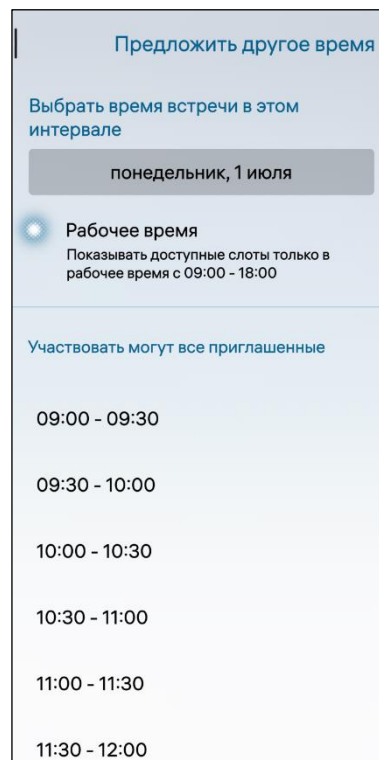 Предложить другое время
Выбрать время встречи в этом
интервале
понедельник, 1 июля
Рабочее время
Показывать доступные слоты только в
рабочее время с 09:00 - 18:00
Участвовать могут все приглашенные
09:00 - 09:30
09:30 - 10:00
10:00 - 10:30
10:30 - 11:00
11:00 - 11:30
11:30 - 12:00